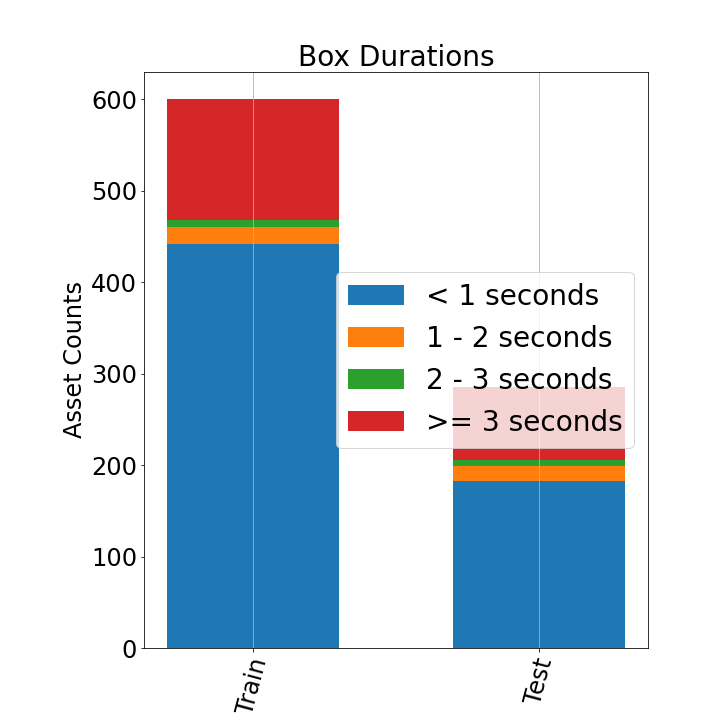 Box Durations
600
500
400
300
200
100
0
Asset Counts
< 1 seconds
1 - 2 seconds
2 - 3 seconds
>= 3 seconds
Train
Test